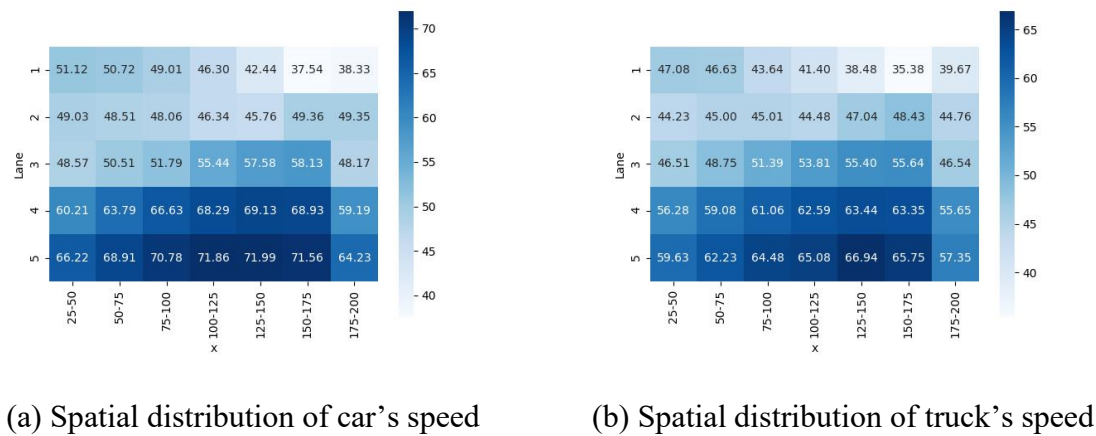 70
65
60
55
50
45
40
65
60
55
50
45
40
Lane
1 51.12 50.72 49.01 46.30 42.44 37.54 38.33
2 49.03 48.51 48.06 46.34 45.76 49.36 49.35
3 48.57 50.51 51.79 55.44 57.58 58.13 48.17
4 60.21 63.79 66.63 68.29 69.13 68.93 59.19
5 66.22 68.91 70.78 71.86 71.99 71.56 64.23
25-50 50-75 75-100 100-125 125-150 150-175 175-200
x
Lane
1 47.08 46.63 43.64 41.40 38.48 35.38 39.67
2 44.23 45.00 45.01 44.48 47.04 48.43 44.76
3 46.51 48.75 51.39 53.81 55.40 55.64 46.54
4 56.28 59.08 61.06 62.59 63.44 63.35 55.65
5 59.63 62.23 64.48 65.08 66.94 65.75 57.35
25-50 50-75 75-100 100-125 125-150 150-175 175-200
x
(a) Spatial distribution of car’s speed
(b) Spatial distribution of truck’s speed